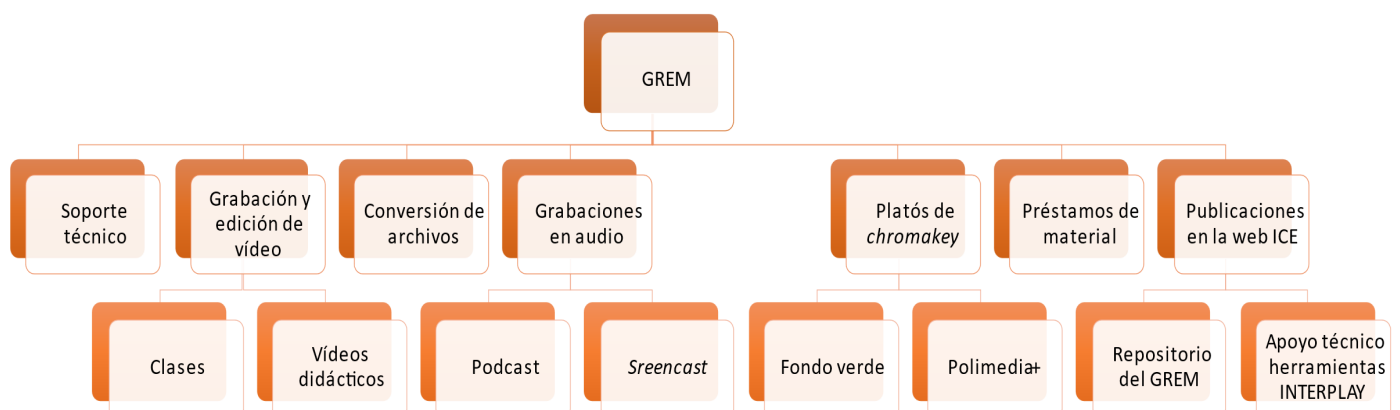 GREM
Soporte
técnico
Grabación y
edición de
vídeo
Conversión de
archivos
Grabaciones
en audio
Platós de
chromakey
Préstamos de
material
Publicaciones
en la web ICE
Clases
Vídeos
didácticos
Podcast
Sreencast
Fondo verde
Polimedia+
Repositorio
del GREM
Apoyo técnico
herramientas
INTERPLAY